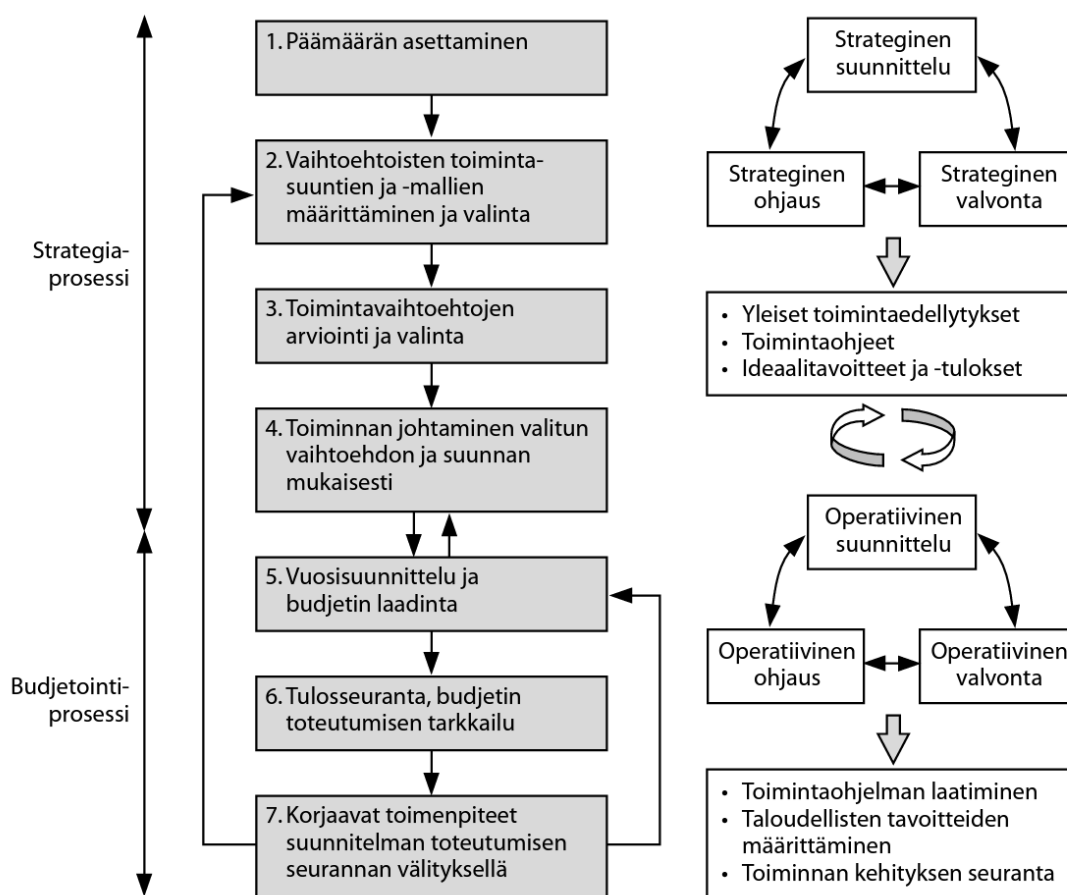 Strategia-
prosessi
Budjetointi-
prosessi
1. Päämäärän asettaminen
2. Vaihtoehtoisten toiminta-
suuntien ja -mallien
määrittäminen ja valinta
3. Toimintavaihtoehtojen
arviointi ja valinta
4. Toiminnan johtaminen valitun
vaihtoehdon ja suunnan
mukaisesti
5. Vuosisuunnittelu ja
budjetin laadinta
6. Tulosseuranta, budjetin
toteutumisen tarkkailu
7. Korjaavat toimenpiteet
suunnitelman toteutumisen
seurannan välityksellä
Strateginen
suunnittelu
Strateginen
ohjaus
Strateginen
valvonta
• Yleiset toimintaedellytykset
• Toimintaohjeet
• Ideaalitavoitteet ja -tulokset
Operatiivinen
suunnittelu
Operatiivinen
ohjaus
Operatiivinen
valvonta
• Toimintaohjelman laatiminen
• Taloudellisten tavoitteiden
määrittäminen
• Toiminnan kehityksen seuranta